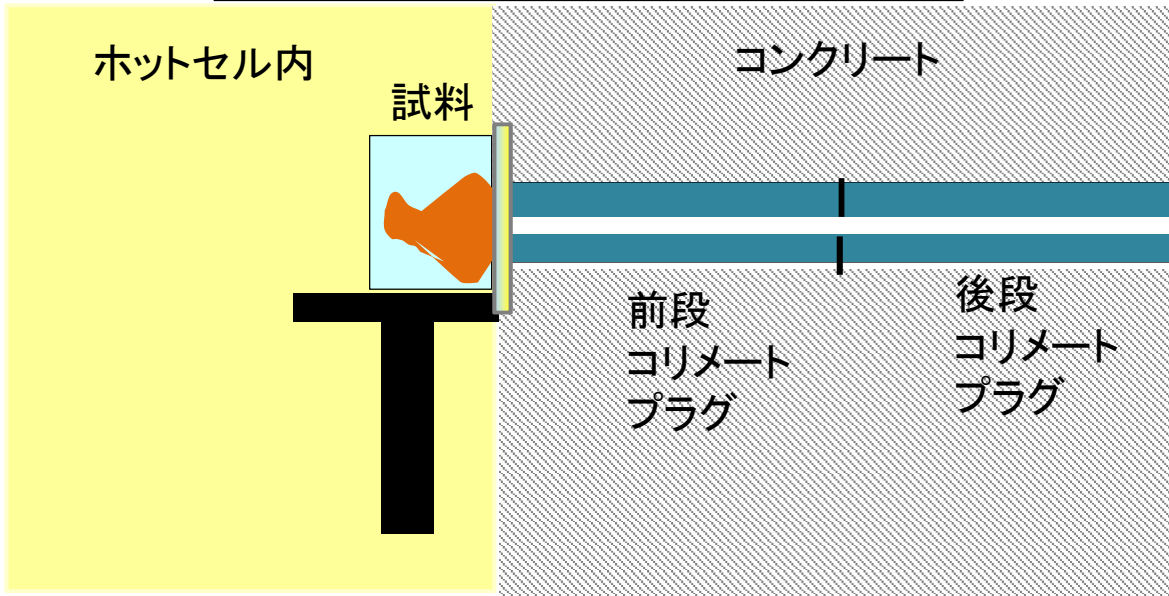 ホットセル内
コンクリート
試料
前段
コリメート
プラグ
後段
コリメート
プラグ